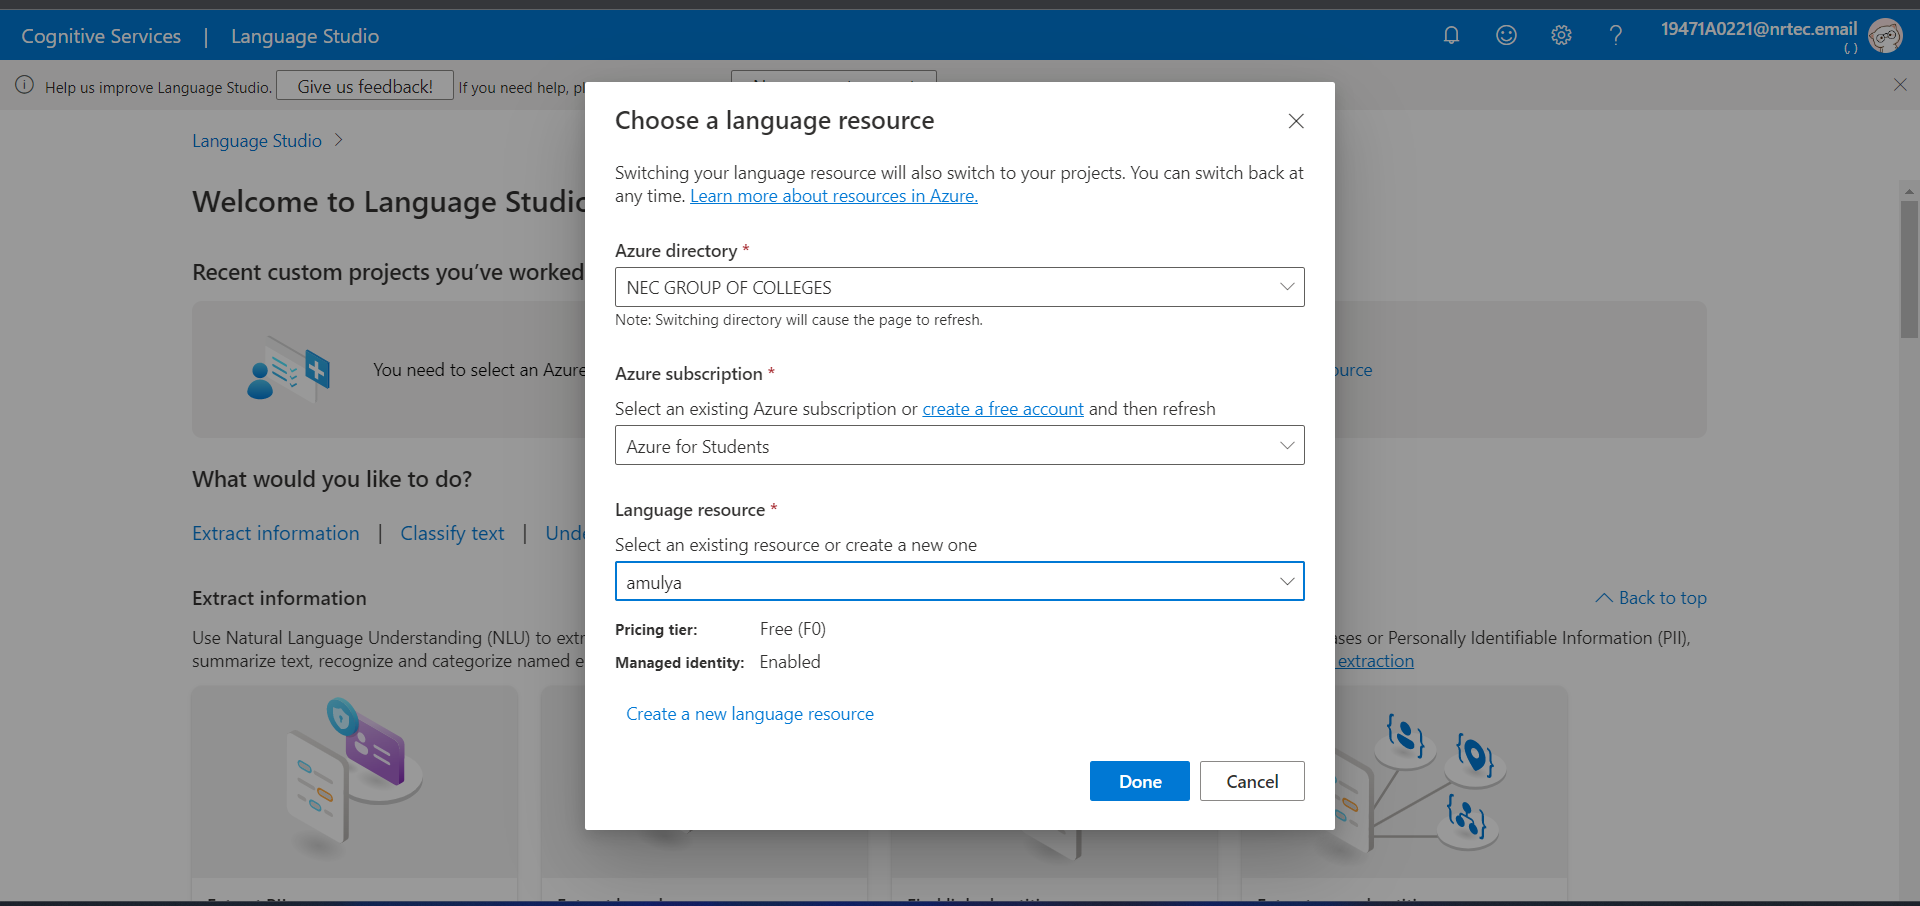 Cognitive Services | Language Studio
19471A0221@nrtec.email
(, )
Help us improve Language Studio. Give us feedback! If you need help,
Language Studio
Welcome to Language Studio
Recent custom projects you've worked
You need to select an Azure
What would you like to do?
Extract information | Classify text |
Extract information
Back to top
Use Natural Language Understanding (NLU) to
or Personally Identifiable Information (PII),
summarize text, recognize and categorize named
extraction
Choose a language resource
Switching your language resource will also switch to your projects. You can switch back at
any time. Learn more about resources in Azure.
Azure directory *
NEC GROUP OF COLLEGES
Note: Switching directory will cause the page to refresh.
Azure subscription *
Select an existing Azure subscription or create a free account and then refresh
Azure for Students
Language resource *
Select an existing resource or create a new one
amulya
Pricing tier: Free (F0)
Managed identity: Enabled
Create a new language resource
Done
Cancel